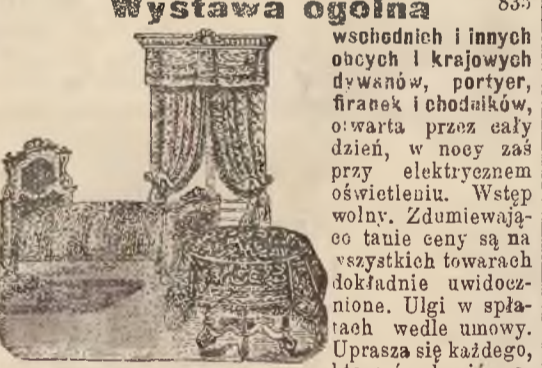 Wystawa ogólna
835
wschodnich i innych
obcych i krajowych
dywanów, portyer,
firanek i chodników,
otwarta przez cały
dzień, w nocy zaś
przy elektrycznem
oświetleniu. Wstęp
wolny. Zdumiewają-
co tanie ceny są na
wszystkich towarach
dokładnie uwidocz-
nione. Ulgi w spła-
tach wedle umowy.
Uprasza się każdego,